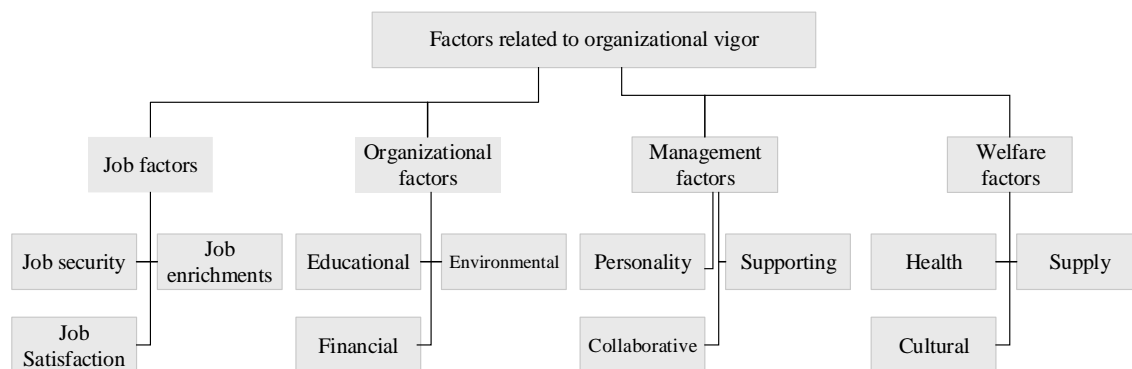 Factors related to organizational vigor
Job factors
Organizational
factors
Management
factors
Welfare
factors
Job security
Job
enrichments
Educational
Environmental
Personality
Supporting
Health
Supply
Job
Satisfaction
Financial
Collaborative
Cultural